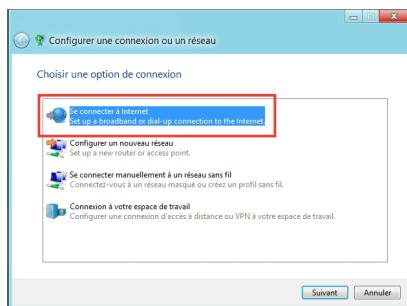 Configurer une connexion ou un réseau
Choisir une option de connexion
Se connecter à Internet
Set up a broadband or dial-up connection to the Internet.
Configurer un nouveau réseau
Set up a new router or access point.
Se connecter manuellement à un réseau sans fil
Connectez-vous à un réseau masqué ou créez un profil sans fil.
Connexion à votre espace de travail
Configurer une connexion d'accès à distance ou VPN à votre espace de travail.
Suivant Annuler